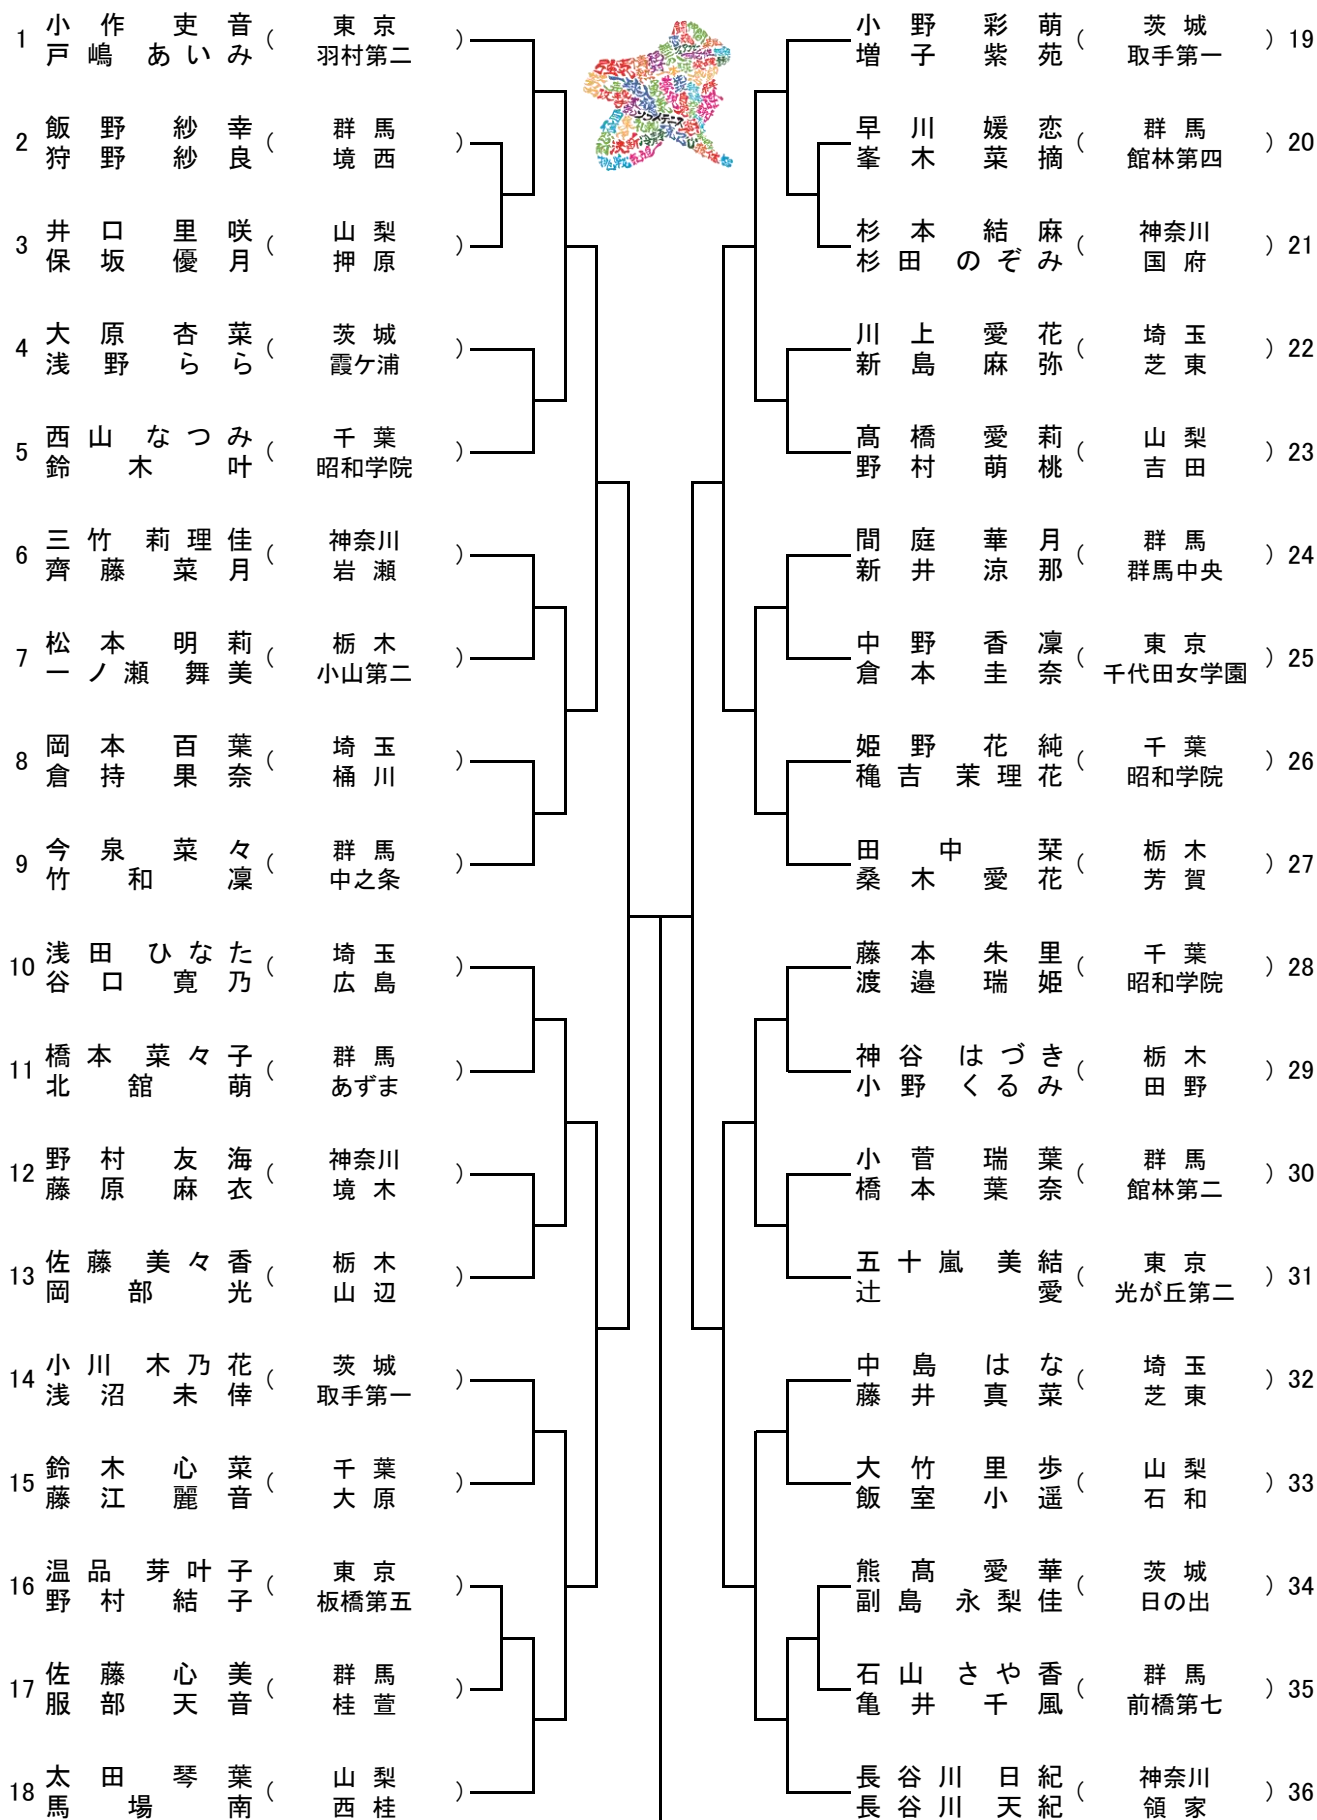 1 小作吏音 ( 東京 )
戸嶋あいみ 羽村第二
2 飯野紗幸 ( 群馬 )
狩野紗良 境西
3 井口里咲 ( 山梨 )
保坂優月 押原
4 大原杏菜 ( 茨城 )
浅野らら 霞ケ浦
5 西山なつみ ( 千葉 )
鈴木叶 昭和学院
6 三竹莉理佳 ( 神奈川 )
齊藤菜月 岩瀬
7 松本明莉 ( 栃木 )
一ノ瀬舞美 小山第二
8 岡本百葉 ( 埼玉 )
倉持果奈 桶川
9 今泉菜々 ( 群馬 )
竹和凜 中之条
10 浅田ひなた ( 埼玉 )
谷口寛乃 広島
11 橋本菜々子 ( 群馬 )
北舘萌 あずま
12 野村友海 ( 神奈川 )
藤原麻衣 境木
13 佐藤美々香 ( 栃木 )
岡部光 山辺
14 小川木乃花 ( 茨城 )
浅沼未倖 取手第一
15 鈴木心菜 ( 千葉 )
藤江麗音 大原
16 温品芽叶子 ( 東京 )
野村結子 板橋第五
17 佐藤心美 ( 群馬 )
服部天音 桂萱
18 太田琴葉 ( 山梨 )
馬場南 西桂
ソフトテニス
小野彩萌 ( 茨城 ) 19
増子紫苑 取手第一
早川媛恋 ( 群馬 ) 20
峯木菜摘 館林第四
杉本結麻 ( 神奈川 ) 21
杉田のぞみ 国府
川上愛花 ( 埼玉 ) 22
新島麻弥 芝東
髙橋愛莉 ( 山梨 ) 23
野村萌桃 吉田
間庭華月 ( 群馬 ) 24
新井涼那 群馬中央
中野香凜 ( 東京 ) 25
倉本圭奈 千代田女学園
姫野花純 ( 千葉 ) 26
穐吉茉理花 昭和学院
田中栞 ( 栃木 ) 27
桑木愛花 芳賀
藤本朱里 ( 千葉 ) 28
渡邉瑞姫 昭和学院
神谷はづき ( 栃木 ) 29
小野くるみ 田野
小菅瑞葉 ( 群馬 ) 30
橋本葉奈 館林第二
五十嵐美結 ( 東京 ) 31
辻愛 光が丘第二
中島はな ( 埼玉 ) 32
藤井真菜 芝東
大竹里歩 ( 山梨 ) 33
飯室小遥 石和
熊髙愛華 ( 茨城 ) 34
副島永梨佳 日の出
石山さや香 ( 群馬 ) 35
亀井千風 前橋第七
長谷川日紀 ( 神奈川 ) 36
長谷川天紀 領家